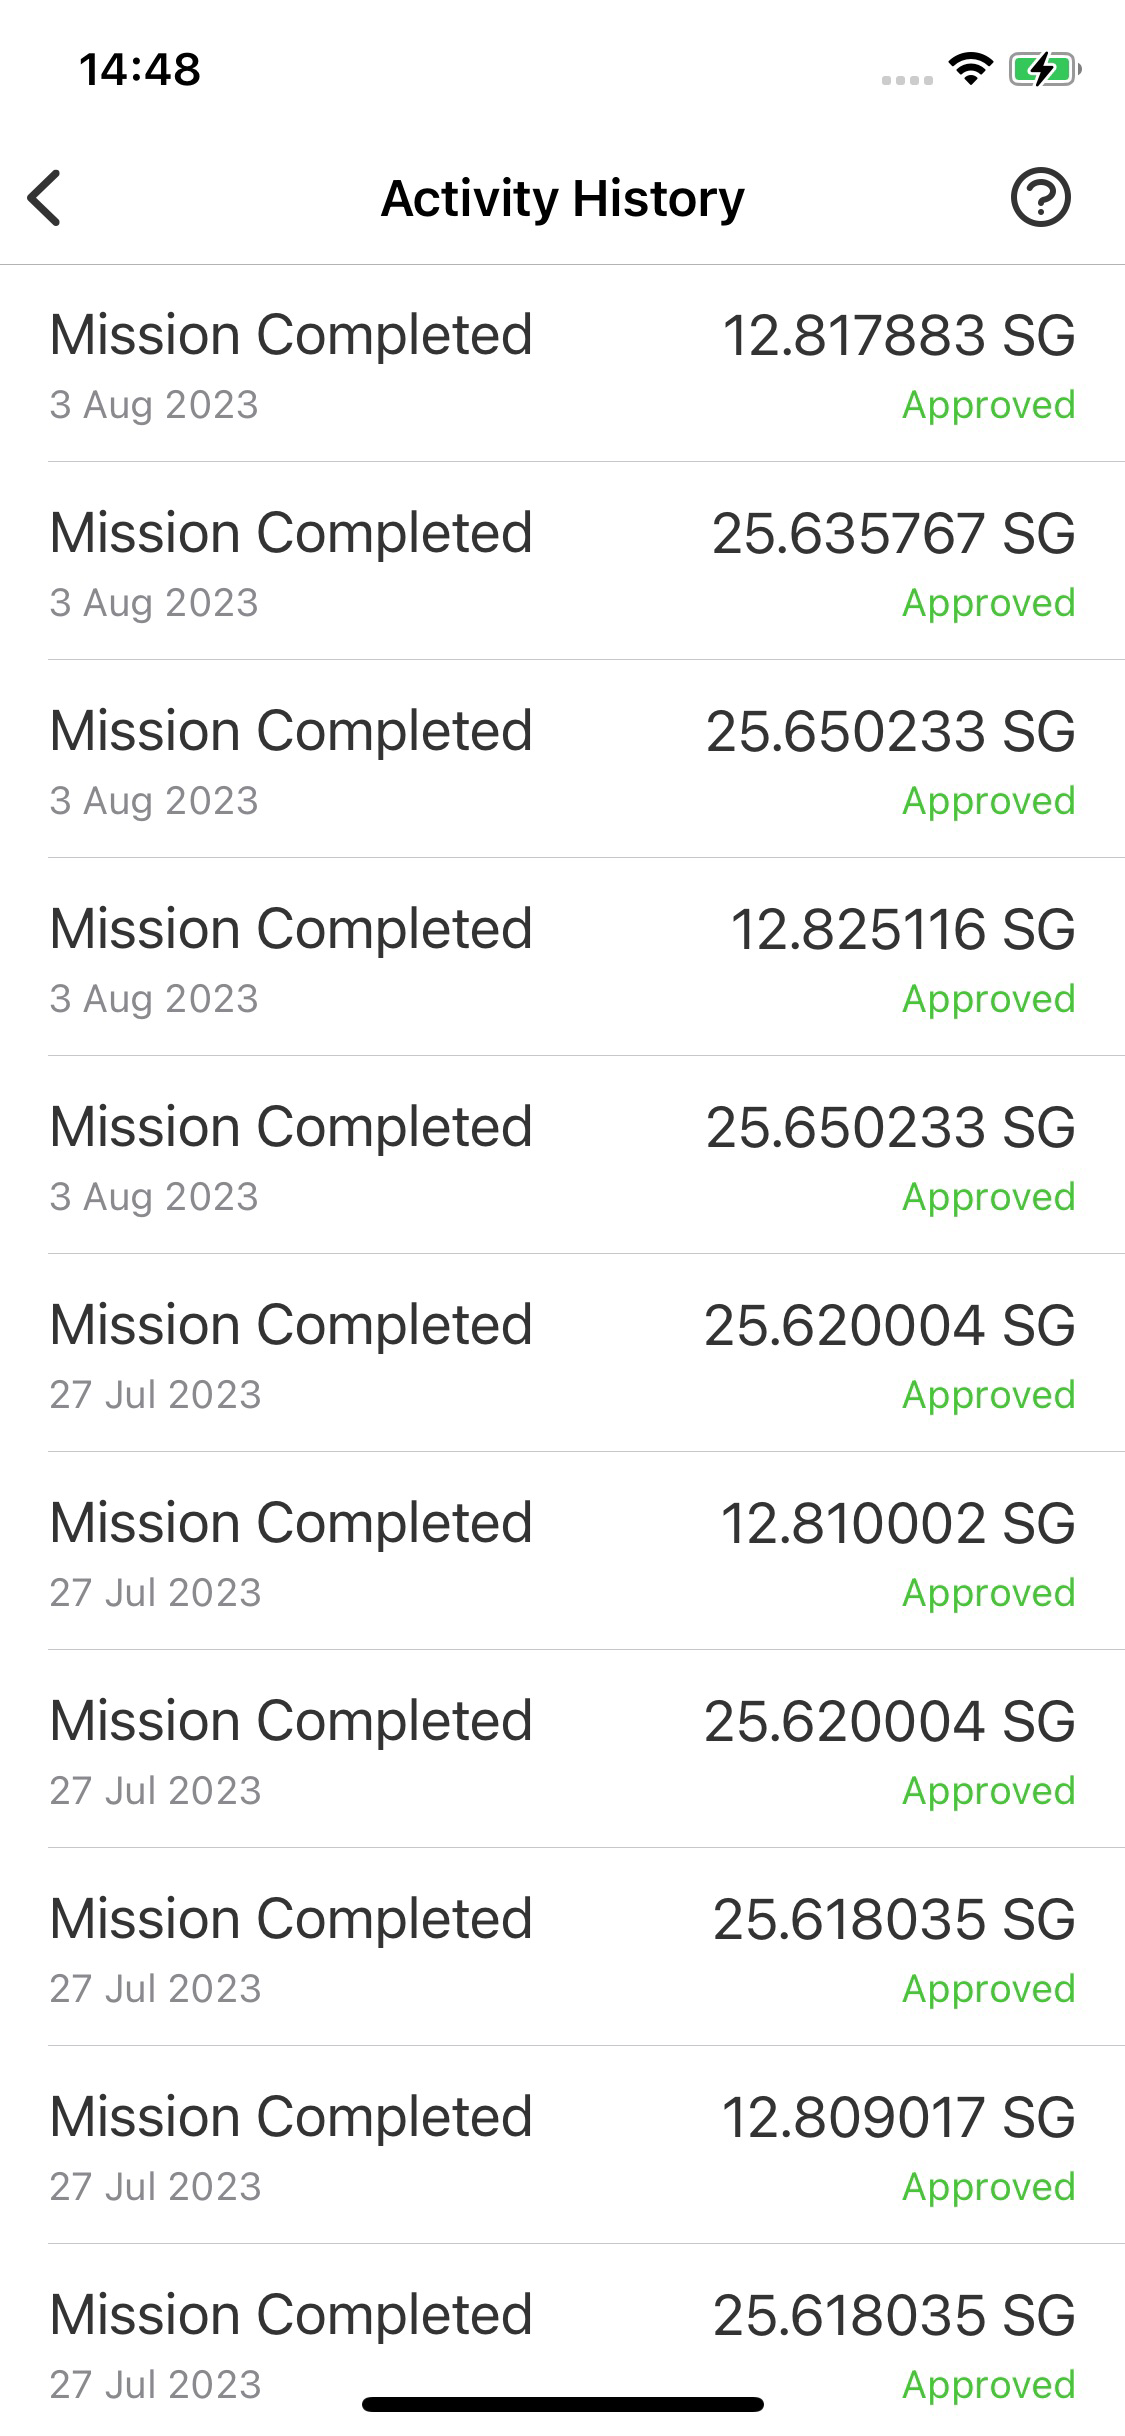 14:48
Activity History
Mission Completed 12.817883 SG
3 Aug 2023 Approved
Mission Completed 25.635767 SG
3 Aug 2023 Approved
Mission Completed 25.650233 SG
3 Aug 2023 Approved
Mission Completed 12.825116 SG
3 Aug 2023 Approved
Mission Completed 25.650233 SG
3 Aug 2023 Approved
Mission Completed 25.620004 SG
27 Jul 2023 Approved
Mission Completed 12.810002 SG
27 Jul 2023 Approved
Mission Completed 25.620004 SG
27 Jul 2023 Approved
Mission Completed 25.618035 SG
27 Jul 2023 Approved
Mission Completed 12.809017 SG
27 Jul 2023 Approved
Mission Completed 25.618035 SG
27 Jul 2023 Approved